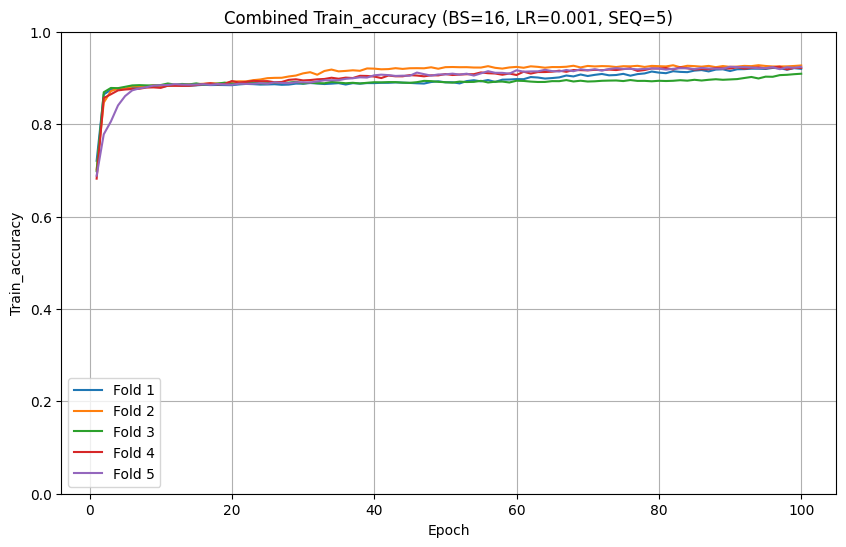 Combined Train_accuracy (BS=16, LR=0.001, SEQ=5)
Train_accuracy
1.0
0.8
0.6
0.4
0.2
0.0
Fold 1
Fold 2
Fold 3
Fold 4
Fold 5
0 20 40 60 80 100
Epoch